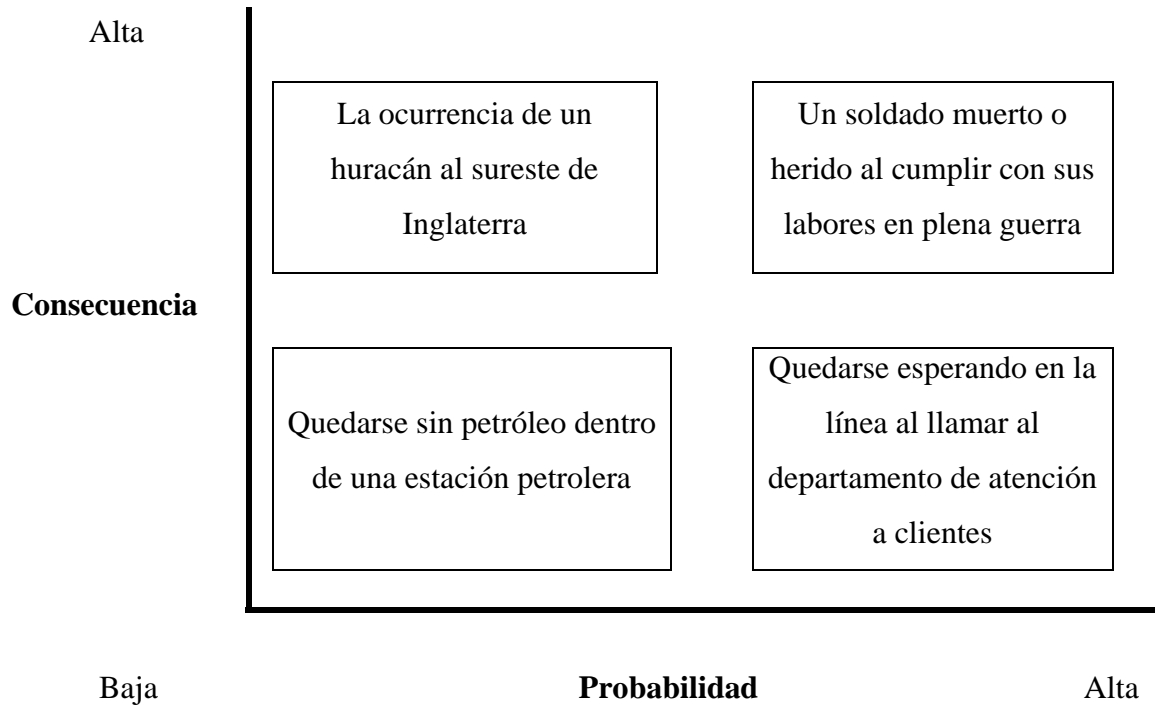 Alta
La ocurrencia de un
huracán al sureste de
Inglaterra
Un soldado muerto o
herido al cumplir con sus
labores en plena guerra
Consecuencia
Quedarse sin petróleo dentro
de una estación petrolera
Quedarse esperando en la
línea al llamar al
departamento de atención
a clientes
Baja
Probabilidad
Alta